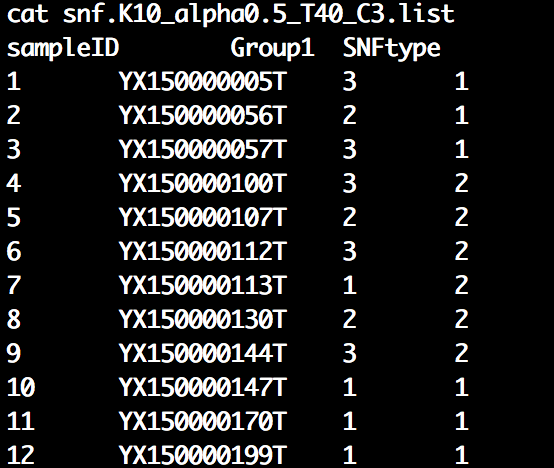 cat snf.K10_alpha0.5_T40_C3.list
sampleID Group1 SNFtype
1 YX150000005T 3 1
2 YX150000056T 2 1
3 YX150000057T 3 1
4 YX150000100T 3 2
5 YX150000107T 2 2
6 YX150000112T 3 2
7 YX150000113T 1 2
8 YX150000130T 2 2
9 YX150000144T 3 2
10 YX150000147T 1 1
11 YX150000170T 1 1
12 YX150000199T 1 1